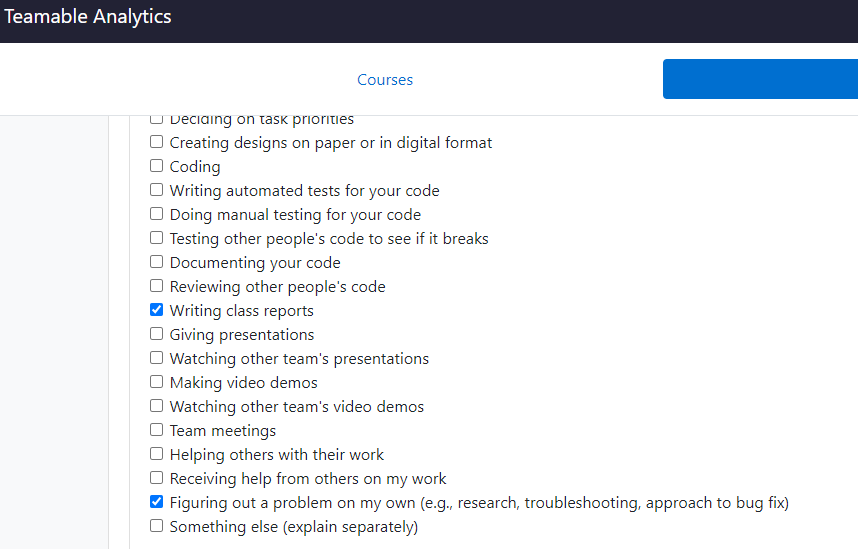 Teamable Analytics
Courses
Deciding on task priorities
Creating designs on paper or in digital format
Coding
Writing automated tests for your code
Doing manual testing for your code
Testing other people's code to see if it breaks
Documenting your code
Reviewing other people's code
Writing class reports
Giving presentations
Watching other team's presentations
Making video demos
Watching other team's video demos
Team meetings
Helping others with their work
Receiving help from others on my work
Figuring out a problem on my own (e.g., research, troubleshooting, approach to bug fix)
Something else (explain separately)